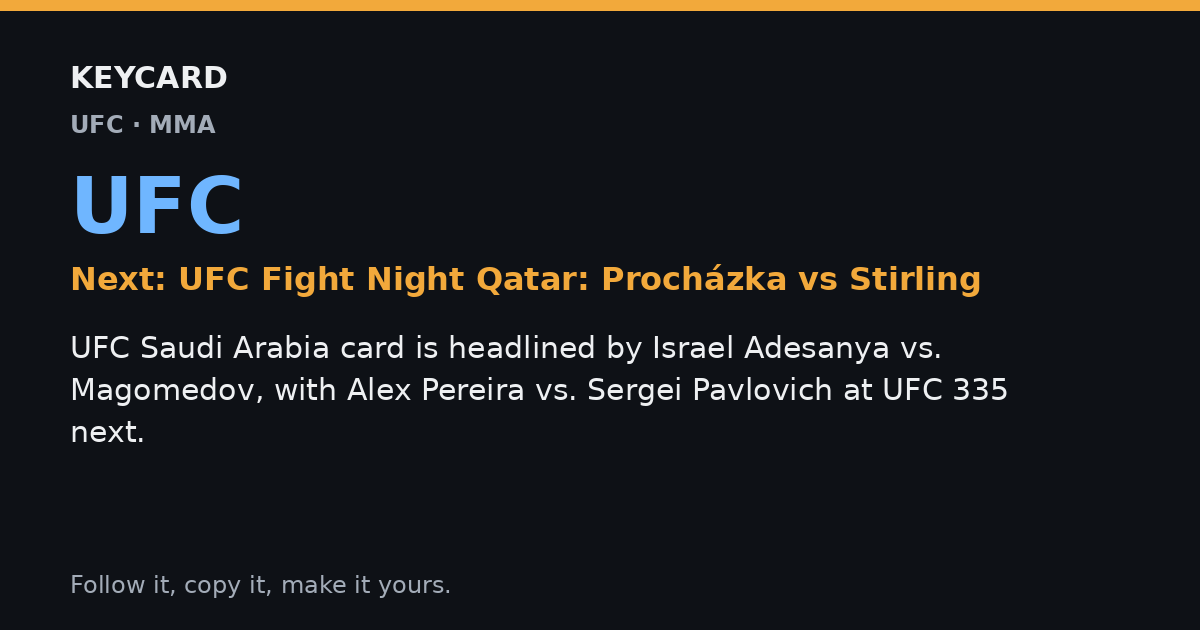 KEYCARD
UFC · MMA
UFC
Next: UFC Fight Night Qatar: Procházka vs Stirling
UFC Saudi Arabia card is headlined by Israel Adesanya vs.
Magomedov, with Alex Pereira vs. Sergei Pavlovich at UFC 335
next.
Follow it, copy it, make it yours.